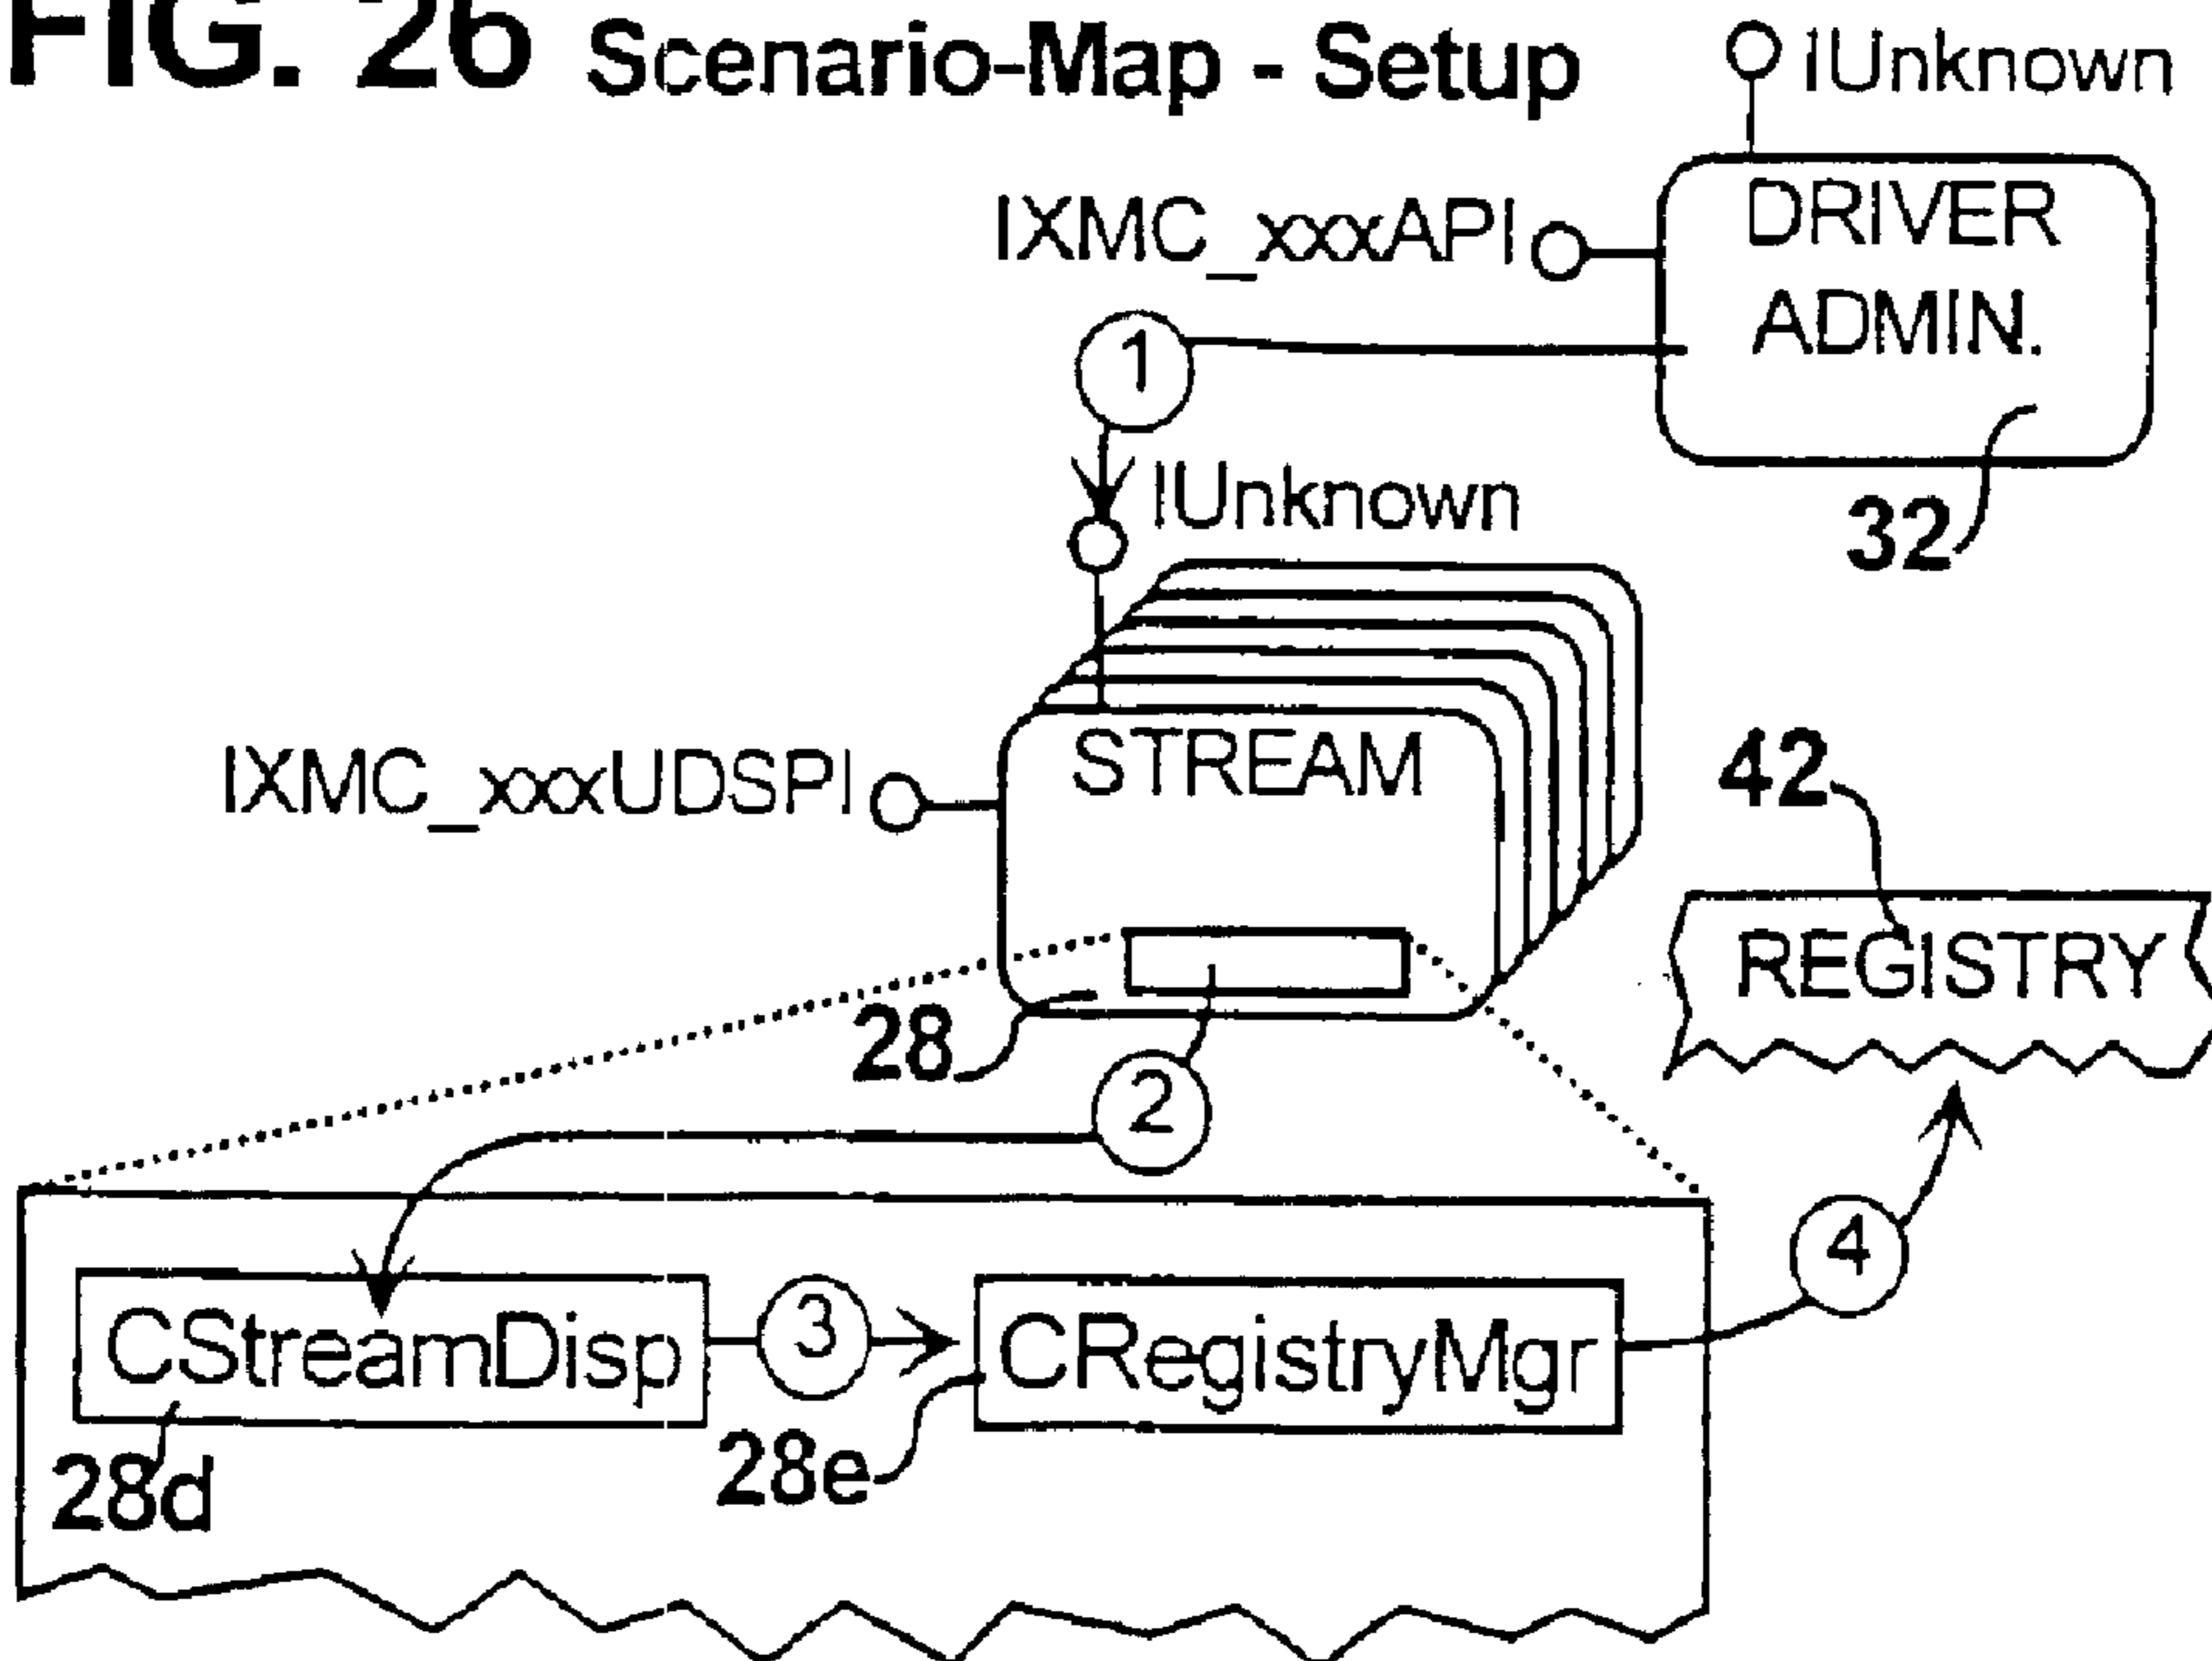 FIG. 26 Scenario-Map - Setup
IUnknown
IXMC_xxxAPI
DRIVER
ADMIN.
1
IUnknown
32
STREAM
IXMC_xxxUDSPI
42
REGISTRY
28
2
4
CStreamDisp
3
CRegistryMgr
28d
28e